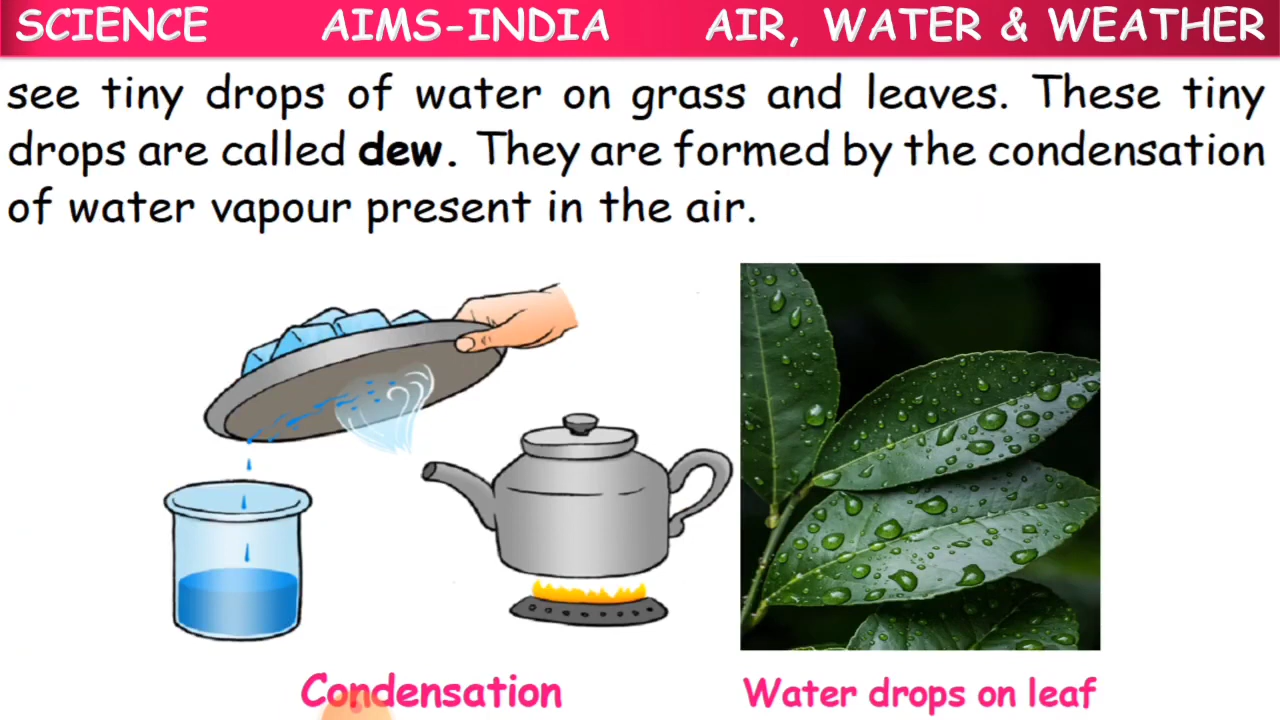 SCIENCE AIMS-INDIA AIR, WATER & WEATHER
see tiny drops of water on grass and leaves. These tiny
drops are called dew. They are formed by the condensation
of water vapour present in the air.
Condensation
Water drops on leaf